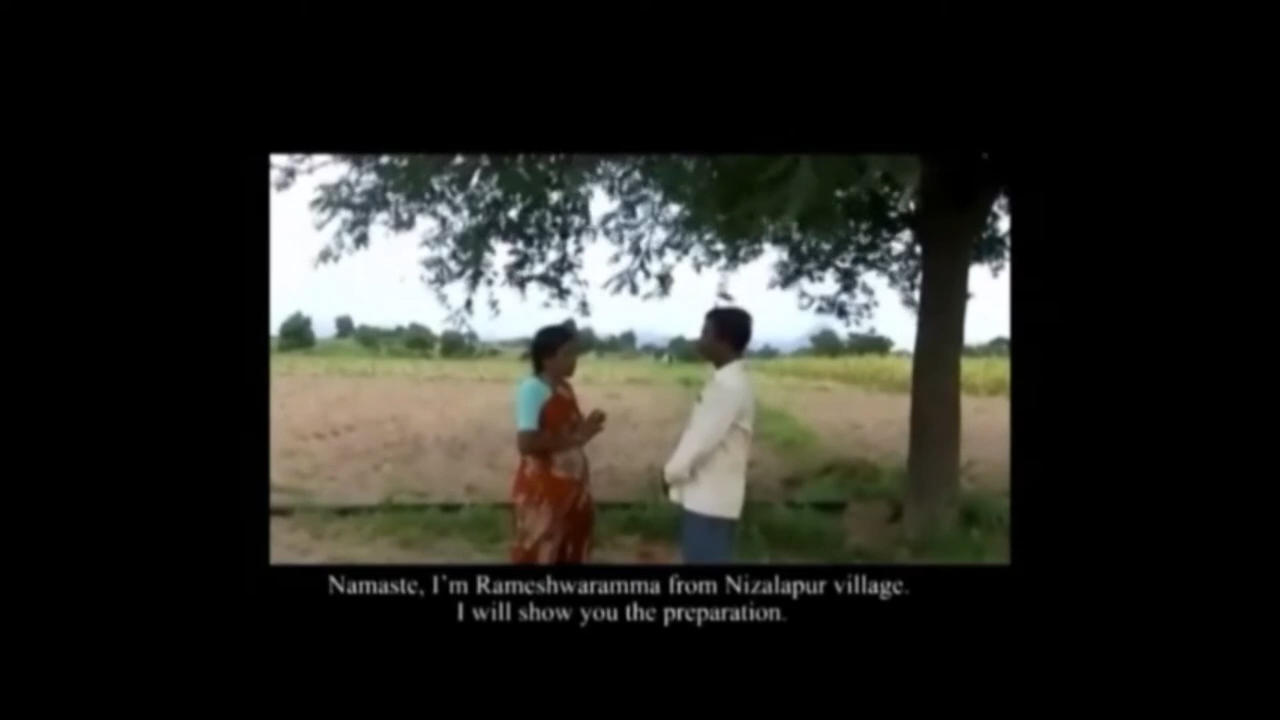 Namaste, I'm Rameshwaramma from Nizalapur village.
I will show you the preparation.